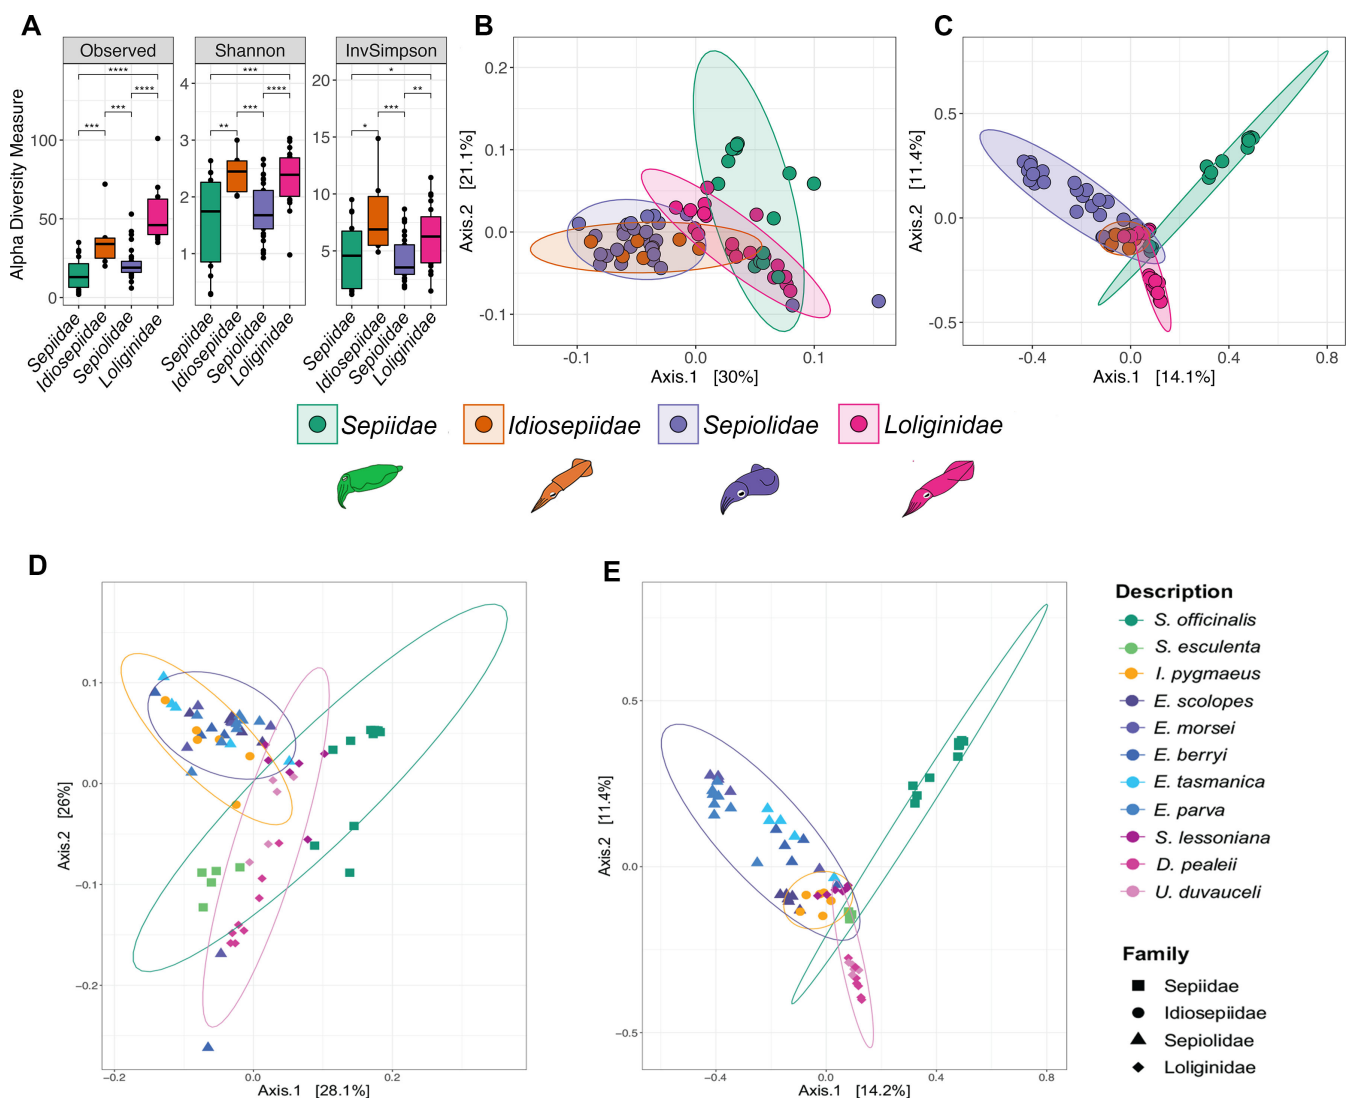 A
Observed
Shannon
InvSimpson
Alpha Diversity Measure
100
50
0
4
3
2
1
20
15
10
5
**** 
****
***
***
***
****
***
**
*
**
***
*
Sepiidae
Idiosepiidae
Sepiolidae
Loliginidae
Sepiidae
Idiosepiidae
Sepiolidae
Loliginidae
Sepiidae
Idiosepiidae
Sepiolidae
Loliginidae
B
Axis.2 [21.1%]
0.2
0.1
0.0
-0.1
-0.1
0.0
0.1
Axis.1 [30%]
C
Axis.2 [11.4%]
0.5
0.0
-0.5
-0.4
0.0
0.4
0.8
Axis.1 [14.1%]
Sepiidae
Idiosepiidae
Sepiolidae
Loliginidae
D
Axis.2 [26%]
0.1
0.0
−0.1
−0.2
−0.2
0.0
0.2
Axis.1 [28.1%]
E
Axis.2 [11.4%]
0.5
0.0
−0.5
−0.4
0.0
0.4
0.8
Axis.1 [14.2%]
Description
S. officinalis
S. esculenta
I. pygmaeus
E. scolopes
E. morsei
E. berryi
E. tasmanica
E. parva
S. lessoniana
D. pealeii
U. duvauceli
Family
Sepiidae
Idiosepiidae
Sepiolidae
Loliginidae